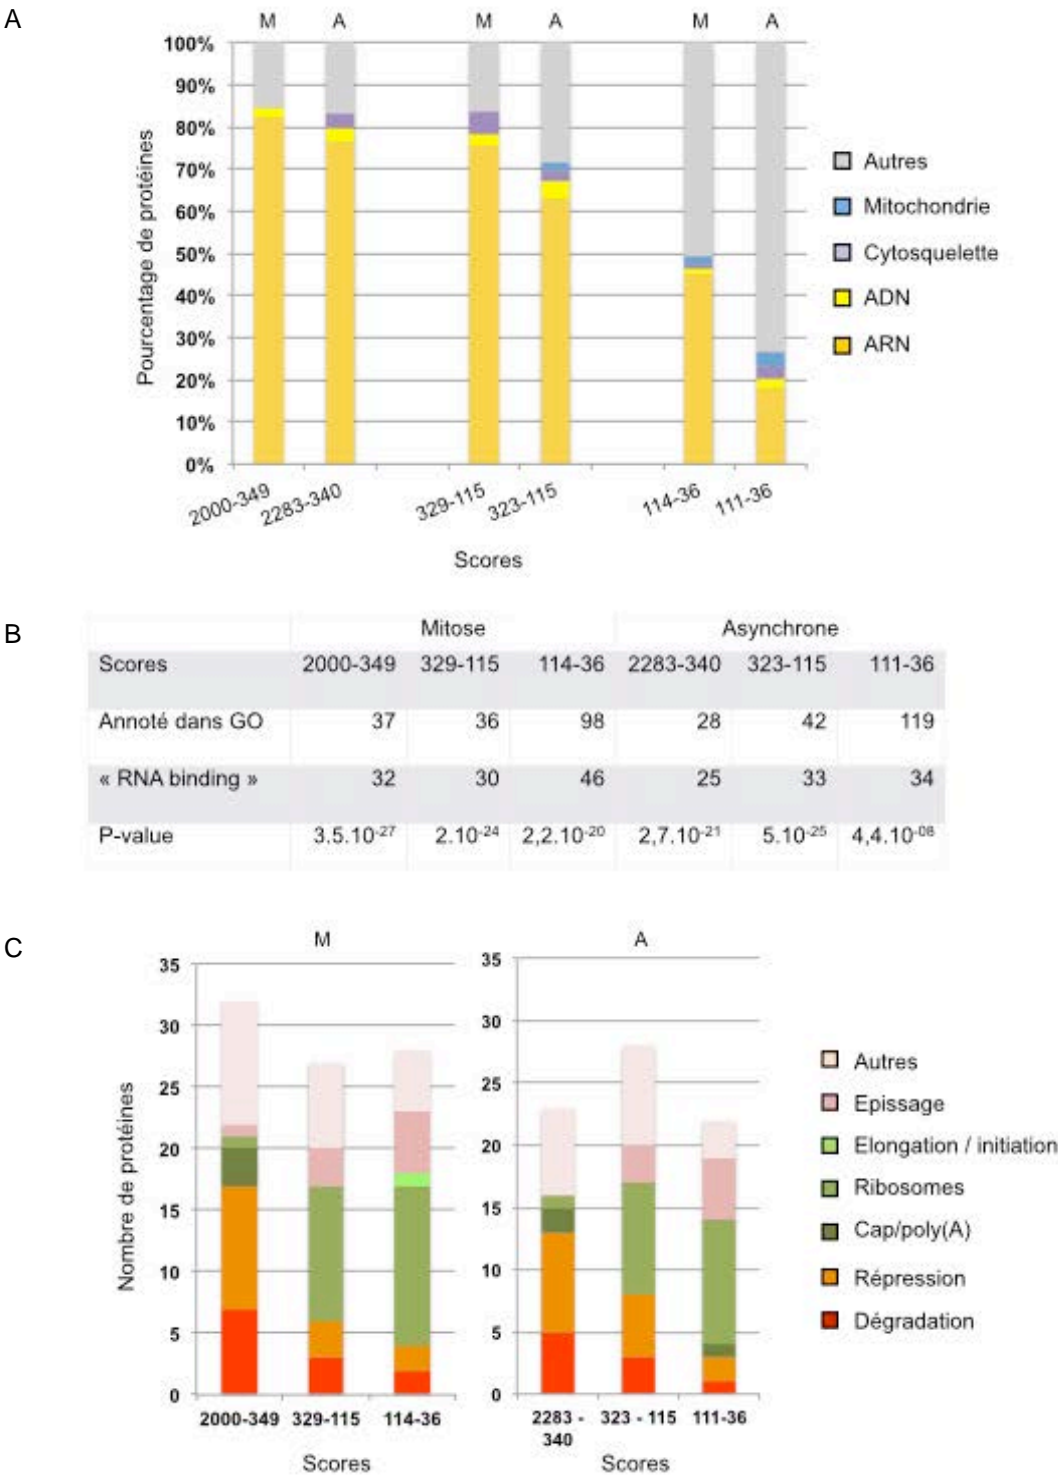 A
M A M A M A
100%
90%
80%
70%
60%
50%
40%
30%
20%
10%
0%
Pourcentage de protéines
2000-349 2283-340 329-115 323-115 114-36 111-36
Scores
Autres
Mitochondrie
Cytosquelette
ADN
ARN
B
Mitose Asynchrone
Scores 2000-349 329-115 114-36 2283-340 323-115 111-36
Annoté dans GO 37 36 98 28 42 119
« RNA binding » 32 30 46 25 33 34
P-value 3.5.10⁻²⁷ 2.10⁻²⁴ 2,2.10⁻²⁰ 2,7.10⁻²¹ 5.10⁻²⁵ 4,4.10⁻⁰⁸
C
M
35
30
25
20
15
10
5
0
Nombre de protéines
2000-349 329-115 114-36
Scores
A
35
30
25
20
15
10
5
0
2283 - 323 - 115 111-36
340
Scores
Autres
Epissage
Elongation / initiation
Ribosomes
Cap/poly(A)
Répression
Dégradation